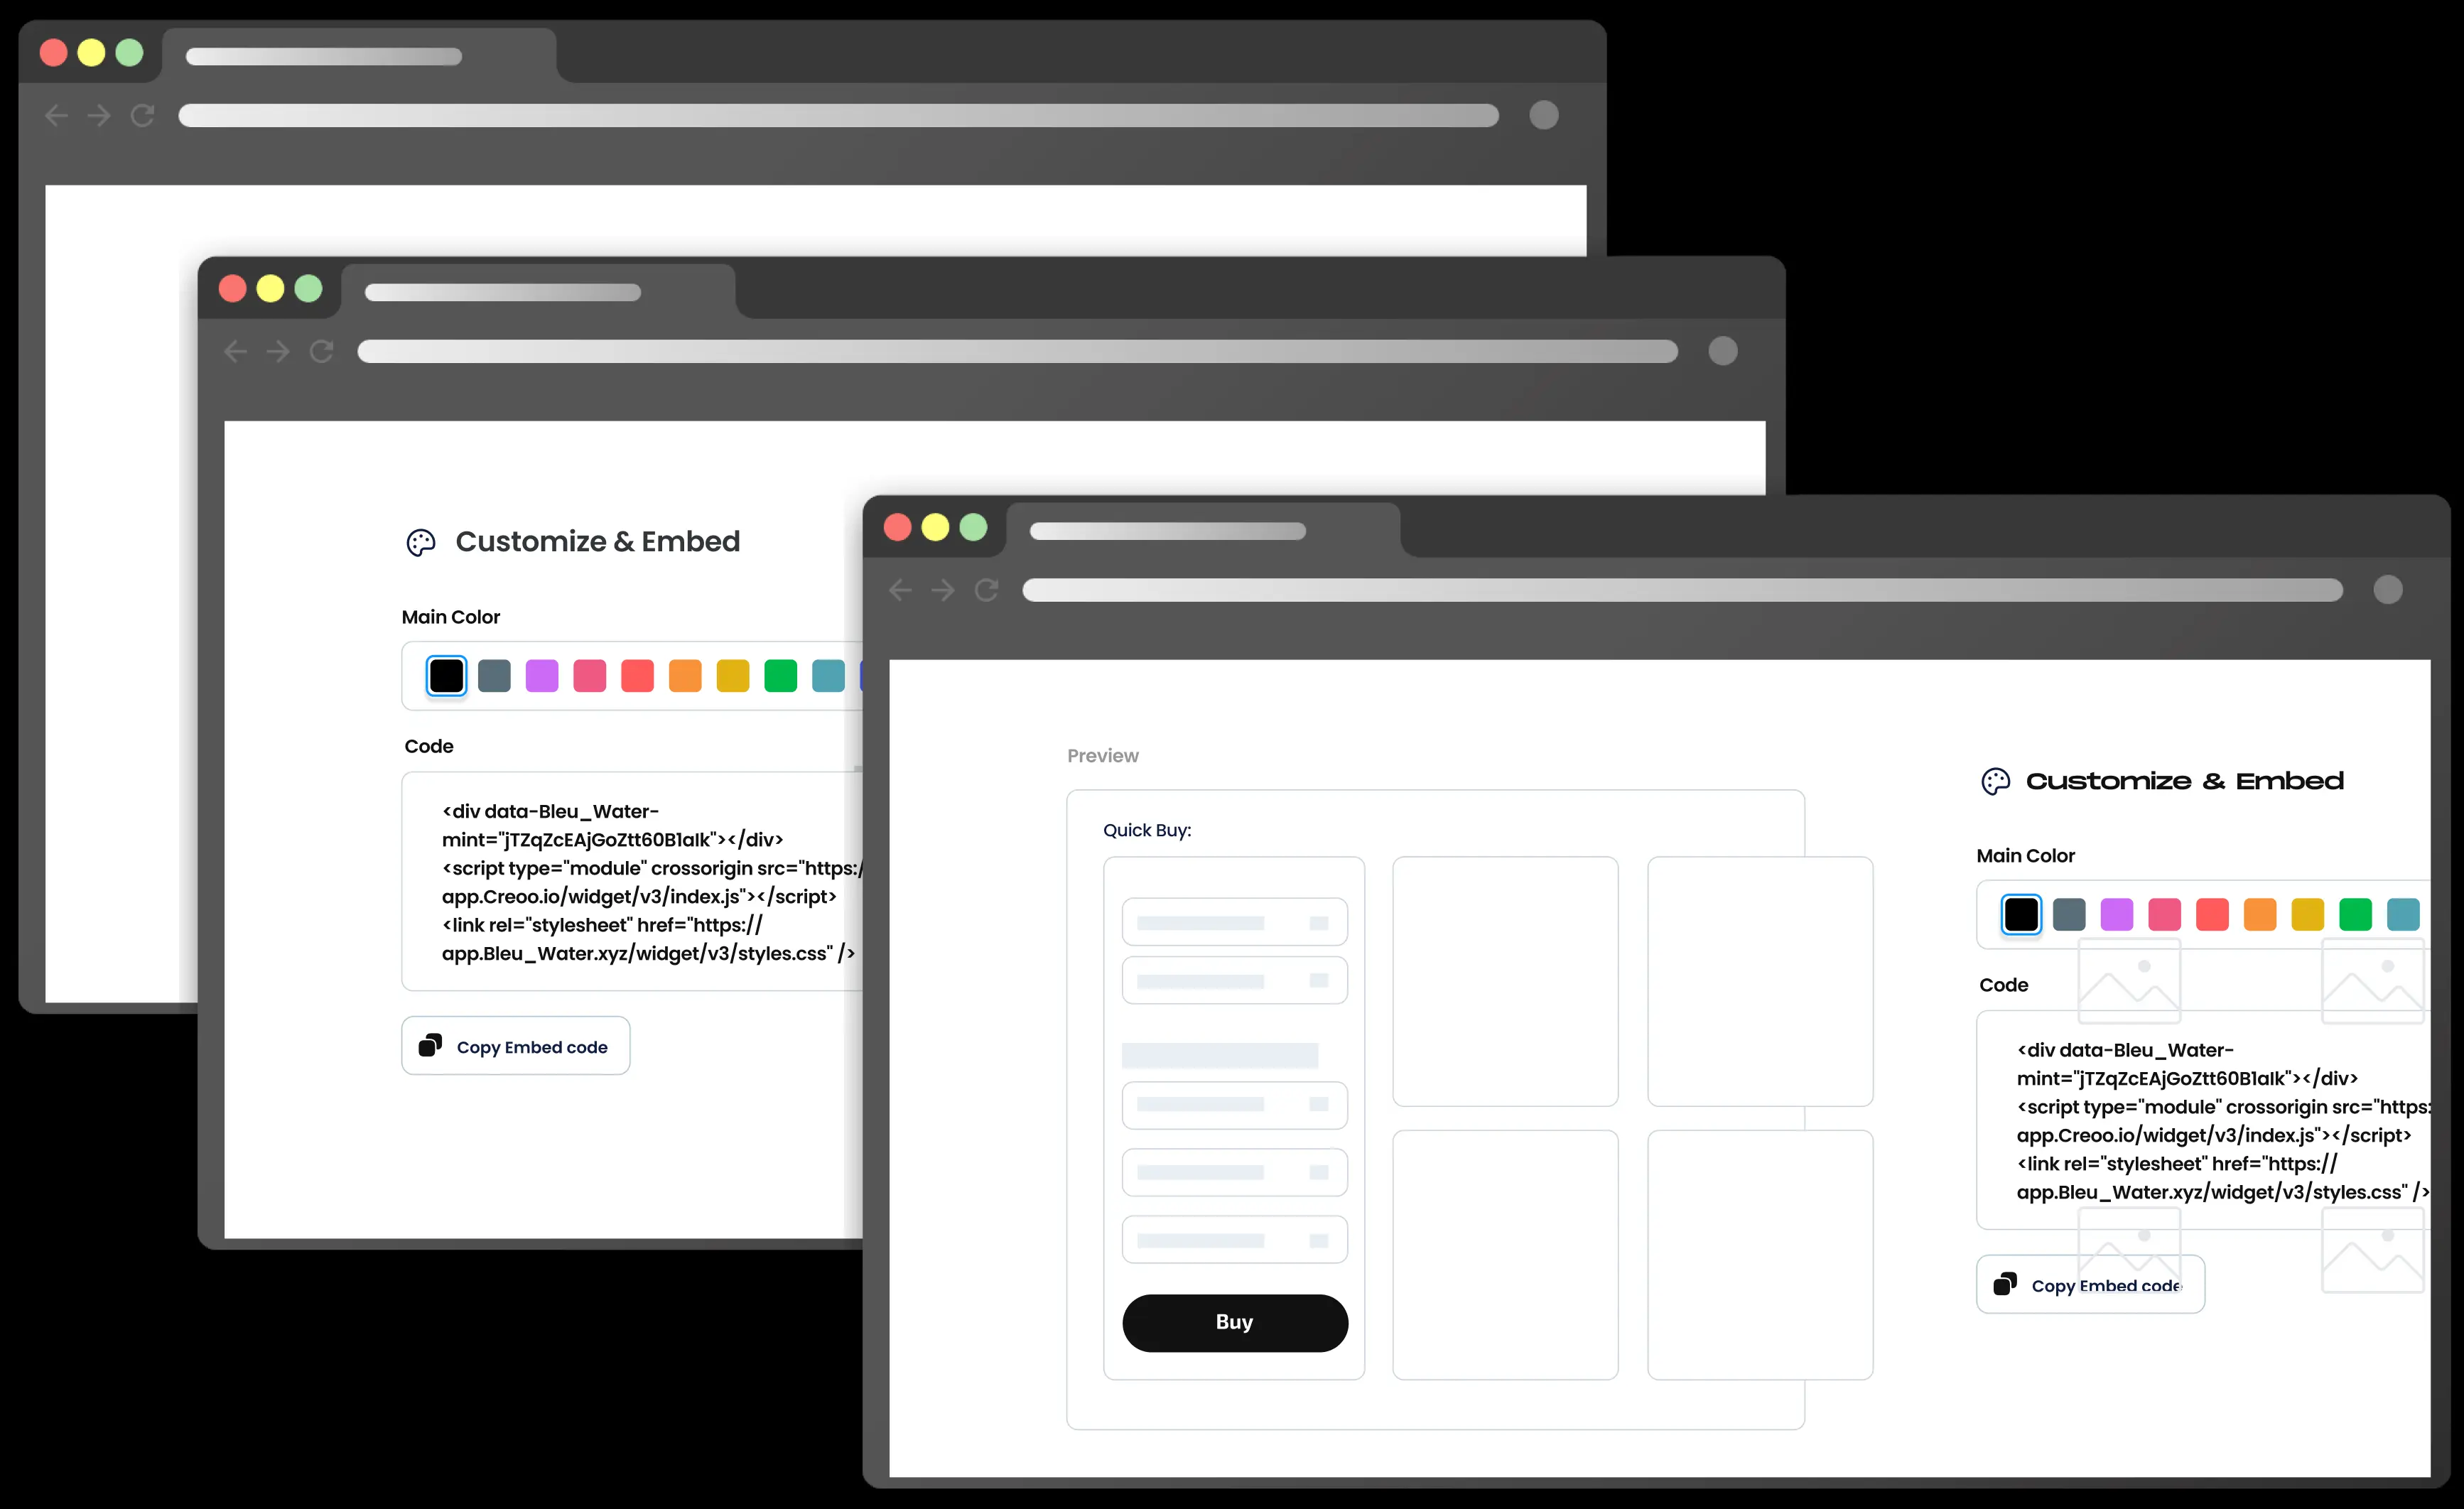 Customize & Embed
Main Color
Code
<div data-Bleu_Water-
mint="jTZqZcEAjGoZtt60B1aIk"></div>
<script type="module" crossorigin src="https:/
app.Creoo.io/widget/v3/index.js"></script>
<link rel="stylesheet" href="https://
app.Bleu_Water.xyz/widget/v3/styles.css" />
Copy Embed code
Preview
Quick Buy:
Buy
Customize & Embed
Main Color
Code
<div data-Bleu_Water-
mint="jTZqZcEAjGoZtt60B1aIk"></div>
<script type="module" crossorigin src="https:
app.Creoo.io/widget/v3/index.js"></script>
<link rel="stylesheet" href="https://
app.Bleu_Water.xyz/widget/v3/styles.css" />
Copy Embed code